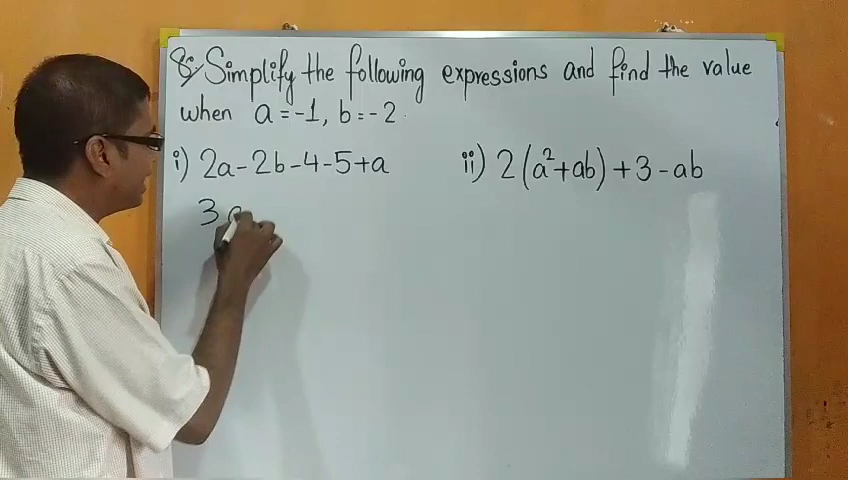 8. Simplify the following expressions and find the value
when a = -1, b = -2.
i) 2a - 2b - 4 - 5 + a
ii) 2(a² + ab) + 3 - ab
3a